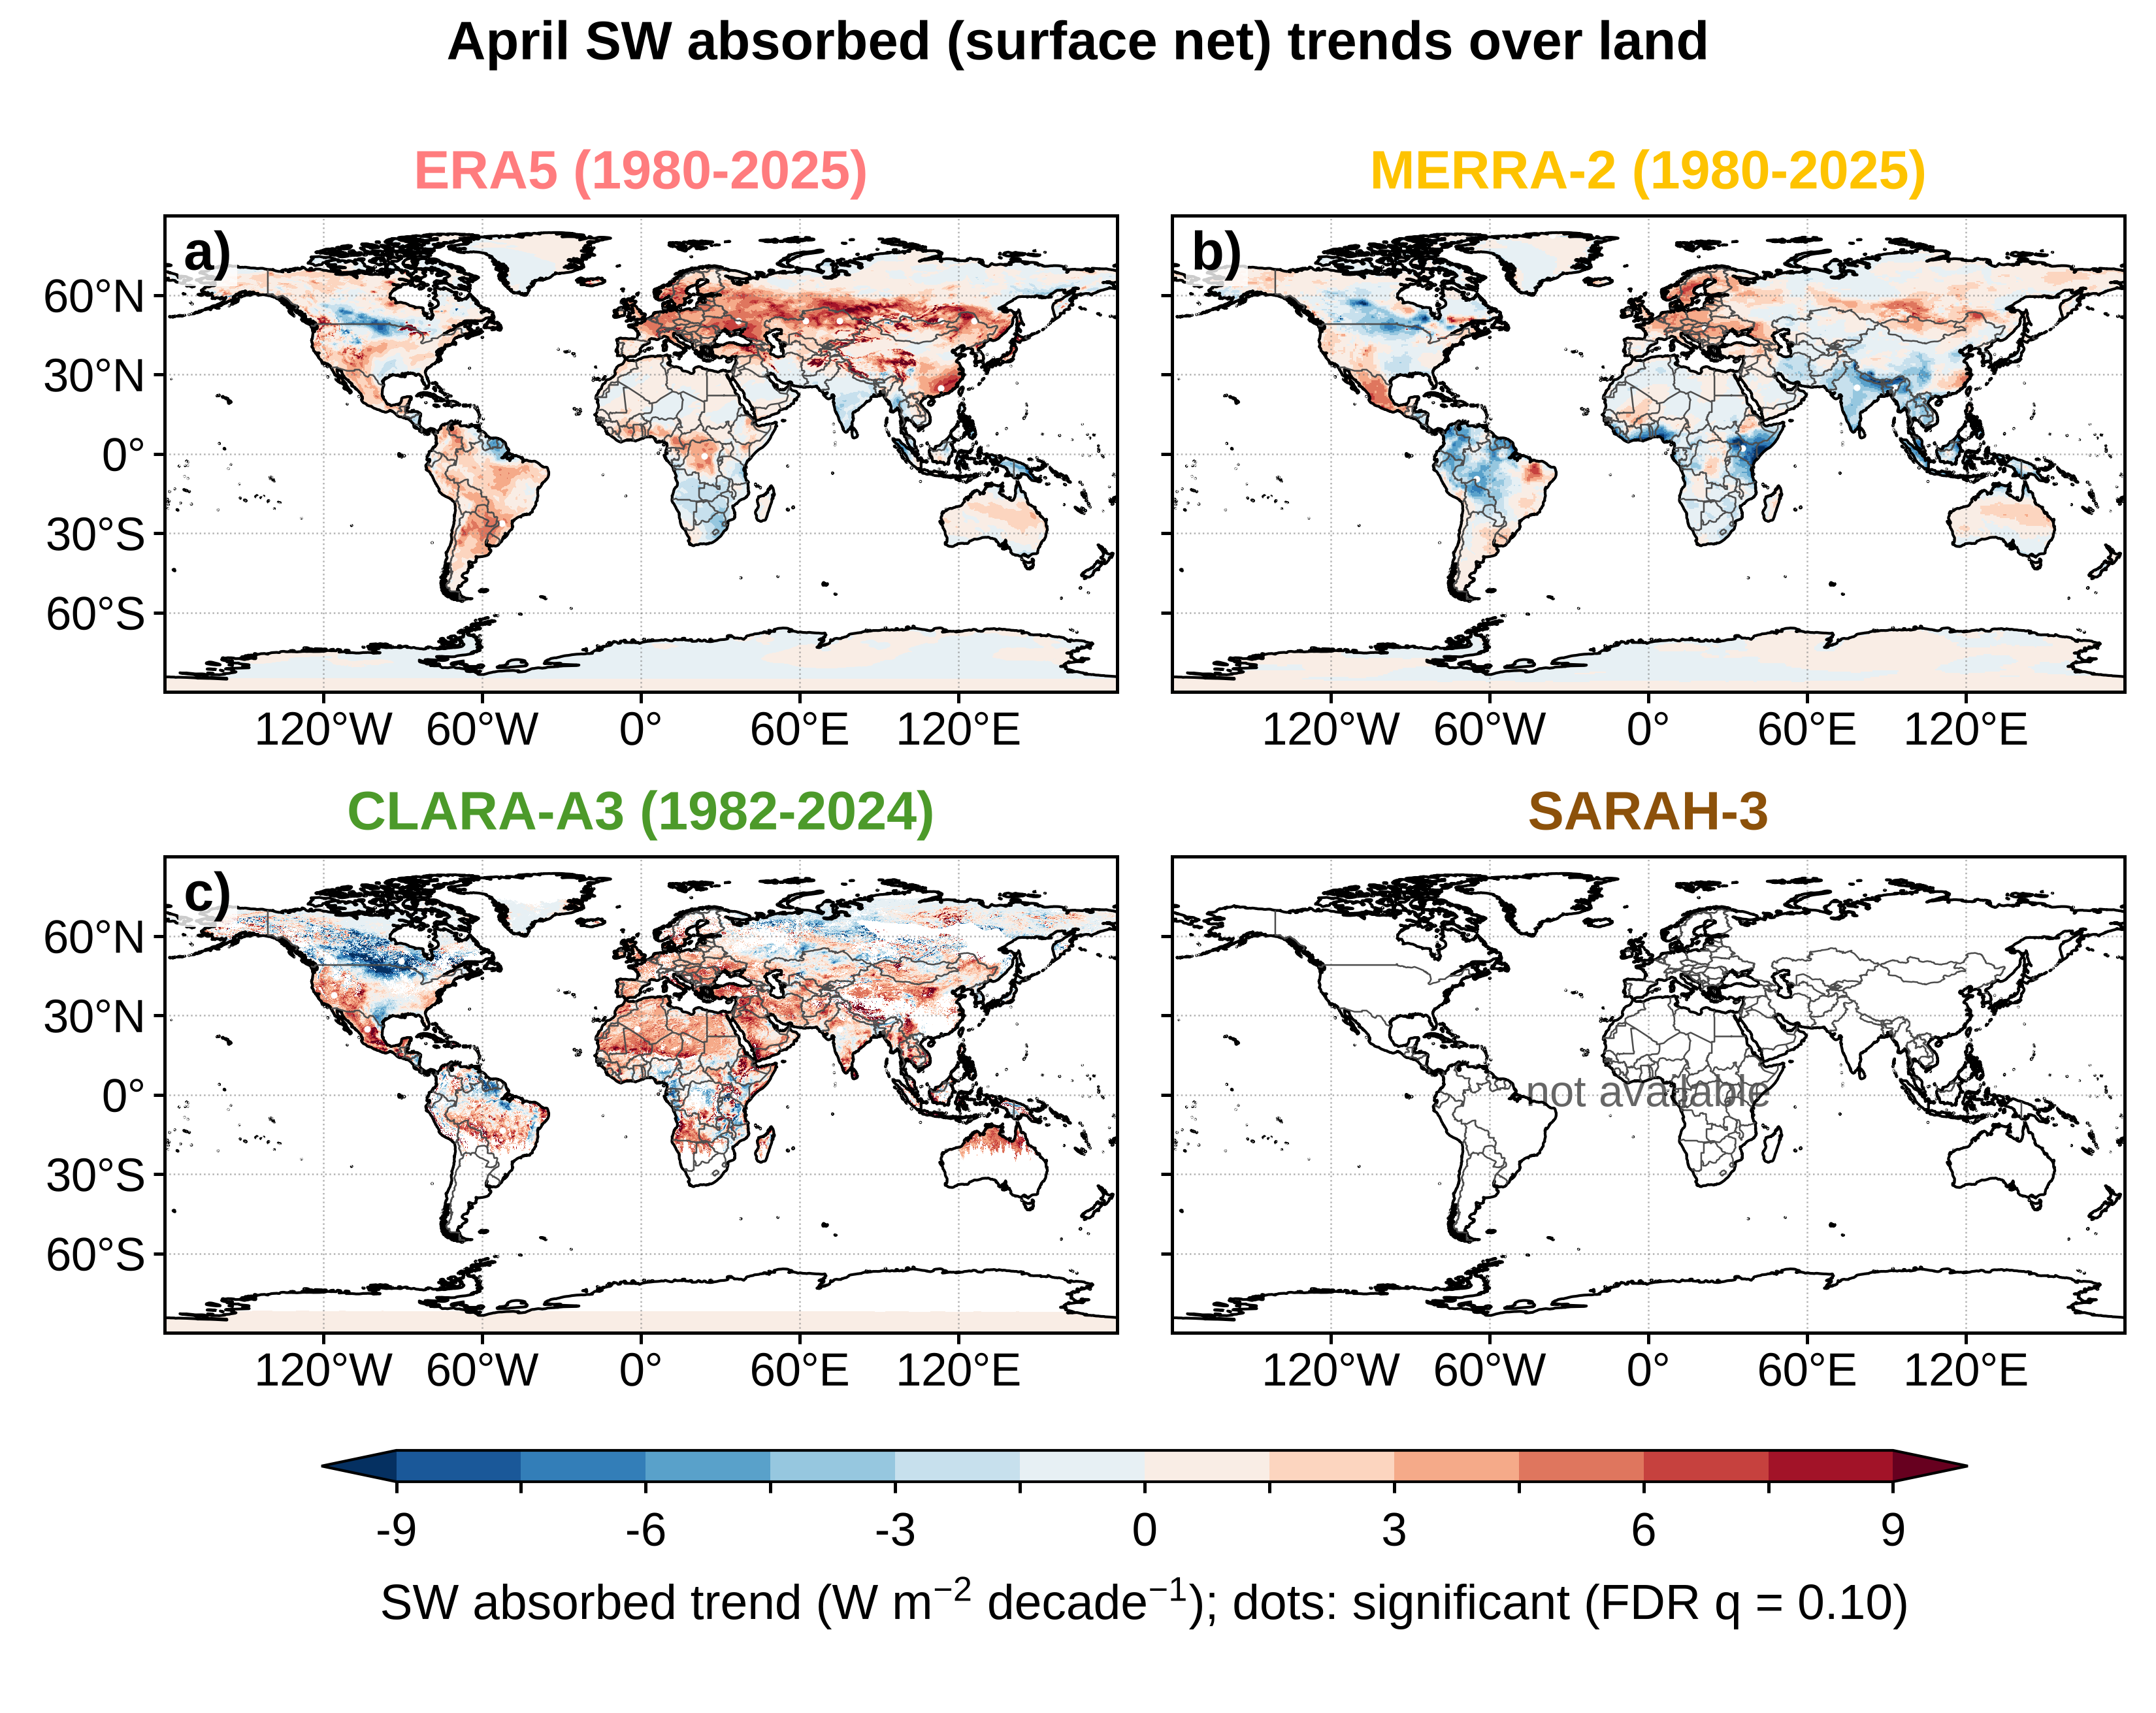 April SW absorbed (surface net) trends over land
ERA5 (1980-2025)
MERRA-2 (1980-2025)
a)
b)
60°N
30°N
0°
30°S
60°S
120°W 60°W 0° 60°E 120°E
120°W 60°W 0° 60°E 120°E
CLARA-A3 (1982-2024)
SARAH-3
c)
60°N
30°N
0°
30°S
60°S
not available
120°W 60°W 0° 60°E 120°E
120°W 60°W 0° 60°E 120°E
-9 -6 -3 0 3 6 9
SW absorbed trend (W m⁻² decade⁻¹); dots: significant (FDR q = 0.10)